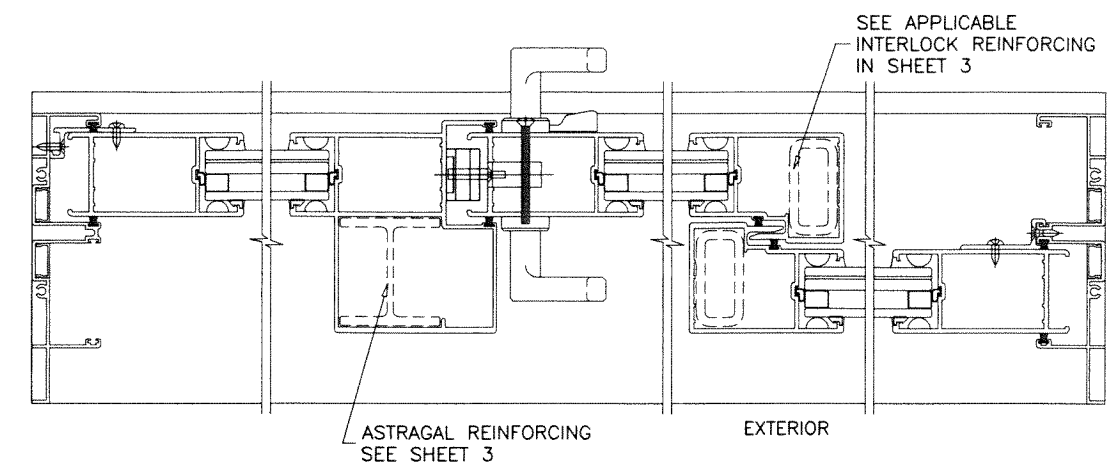 SEE APPLICABLE
INTERLOCK REINFORCING
IN SHEET 3
ASTRAGAL REINFORCING
SEE SHEET 3
EXTERIOR